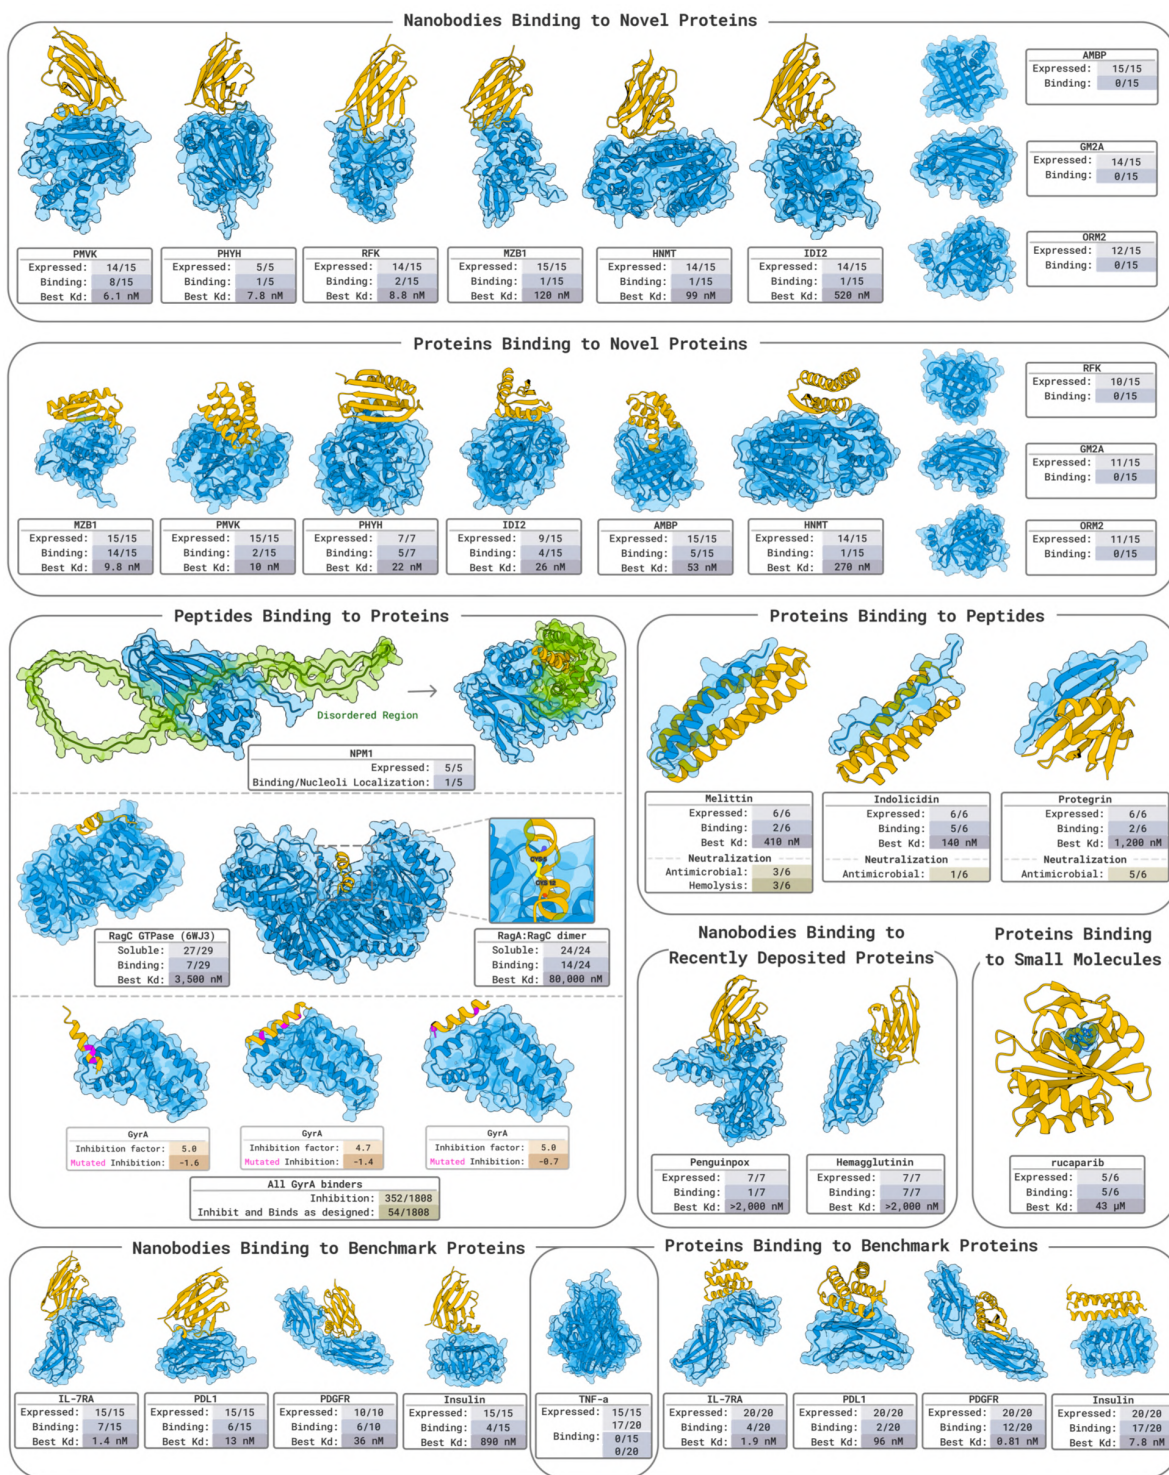 Nanobodies Binding to Novel Proteins
PMVK
Expressed: 14/15
Binding: 8/15
Best Kd: 6.1 nM
PHYH
Expressed: 5/5
Binding: 1/5
Best Kd: 7.8 nM
RFK
Expressed: 14/15
Binding: 2/15
Best Kd: 8.8 nM
MZB1
Expressed: 15/15
Binding: 1/15
Best Kd: 120 nM
HNMT
Expressed: 14/15
Binding: 1/15
Best Kd: 99 nM
IDI2
Expressed: 14/15
Binding: 1/15
Best Kd: 520 nM
AMBP
Expressed: 15/15
Binding: 0/15
GM2A
Expressed: 14/15
Binding: 0/15
ORM2
Expressed: 12/15
Binding: 0/15
Proteins Binding to Novel Proteins
MZB1
Expressed: 15/15
Binding: 14/15
Best Kd: 9.8 nM
PMVK
Expressed: 15/15
Binding: 2/15
Best Kd: 10 nM
PHYH
Expressed: 7/7
Binding: 5/7
Best Kd: 22 nM
IDI2
Expressed: 9/15
Binding: 4/15
Best Kd: 26 nM
AMBP
Expressed: 15/15
Binding: 5/15
Best Kd: 53 nM
HNMT
Expressed: 14/15
Binding: 1/15
Best Kd: 270 nM
RFK
Expressed: 10/15
Binding: 0/15
GM2A
Expressed: 11/15
Binding: 0/15
ORM2
Expressed: 11/15
Binding: 0/15
Peptides Binding to Proteins
Disordered Region
NPM1
Expressed: 5/5
Binding/Nucleoli Localization: 1/5
CYS 13
RagC GTPase (6WJ3)
Soluble: 27/29
Binding: 7/29
Best Kd: 3,500 nM
RagA:RagC dimer
Soluble: 24/24
Binding: 14/24
Best Kd: 80,000 nM
GyrA
Inhibition factor: 5.0
Mutated Inhibition: -1.6
GyrA
Inhibition factor: 4.7
Mutated Inhibition: -1.4
GyrA
Inhibition factor: 5.0
Mutated Inhibition: -0.7
All GyrA binders
Inhibition: 352/1808
Inhibit and Binds as designed: 54/1808
Proteins Binding to Peptides
Melittin
Expressed: 6/6
Binding: 2/6
Best Kd: 410 nM
Neutralization
Antimicrobial: 3/6
Hemolysis: 3/6
Indolicidin
Expressed: 6/6
Binding: 5/6
Best Kd: 140 nM
Neutralization
Antimicrobial: 1/6
Protegrin
Expressed: 6/6
Binding: 2/6
Best Kd: 1,200 nM
Neutralization
Antimicrobial: 5/6
Nanobodies Binding to
Recently Deposited Proteins
Penguinpox
Expressed: 7/7
Binding: 1/7
Best Kd: >2,000 nM
Hemagglutinin
Expressed: 7/7
Binding: 7/7
Best Kd: >2,000 nM
Proteins Binding
to Small Molecules
rucaparib
Expressed: 5/6
Binding: 5/6
Best Kd: 43 µM
Nanobodies Binding to Benchmark Proteins
IL-7RA
Expressed: 15/15
Binding: 7/15
Best Kd: 1.4 nM
PDL1
Expressed: 15/15
Binding: 6/15
Best Kd: 13 nM
PDGFR
Expressed: 10/10
Binding: 6/10
Best Kd: 36 nM
Insulin
Expressed: 15/15
Binding: 4/15
Best Kd: 890 nM
TNF-a
Expressed: 15/15
17/20
Binding: 0/15
0/20
Proteins Binding to Benchmark Proteins
IL-7RA
Expressed: 20/20
Binding: 4/20
Best Kd: 1.9 nM
PDL1
Expressed: 20/20
Binding: 2/20
Best Kd: 96 nM
PDGFR
Expressed: 20/20
Binding: 12/20
Best Kd: 0.81 nM
Insulin
Expressed: 20/20
Binding: 17/20
Best Kd: 7.8 nM